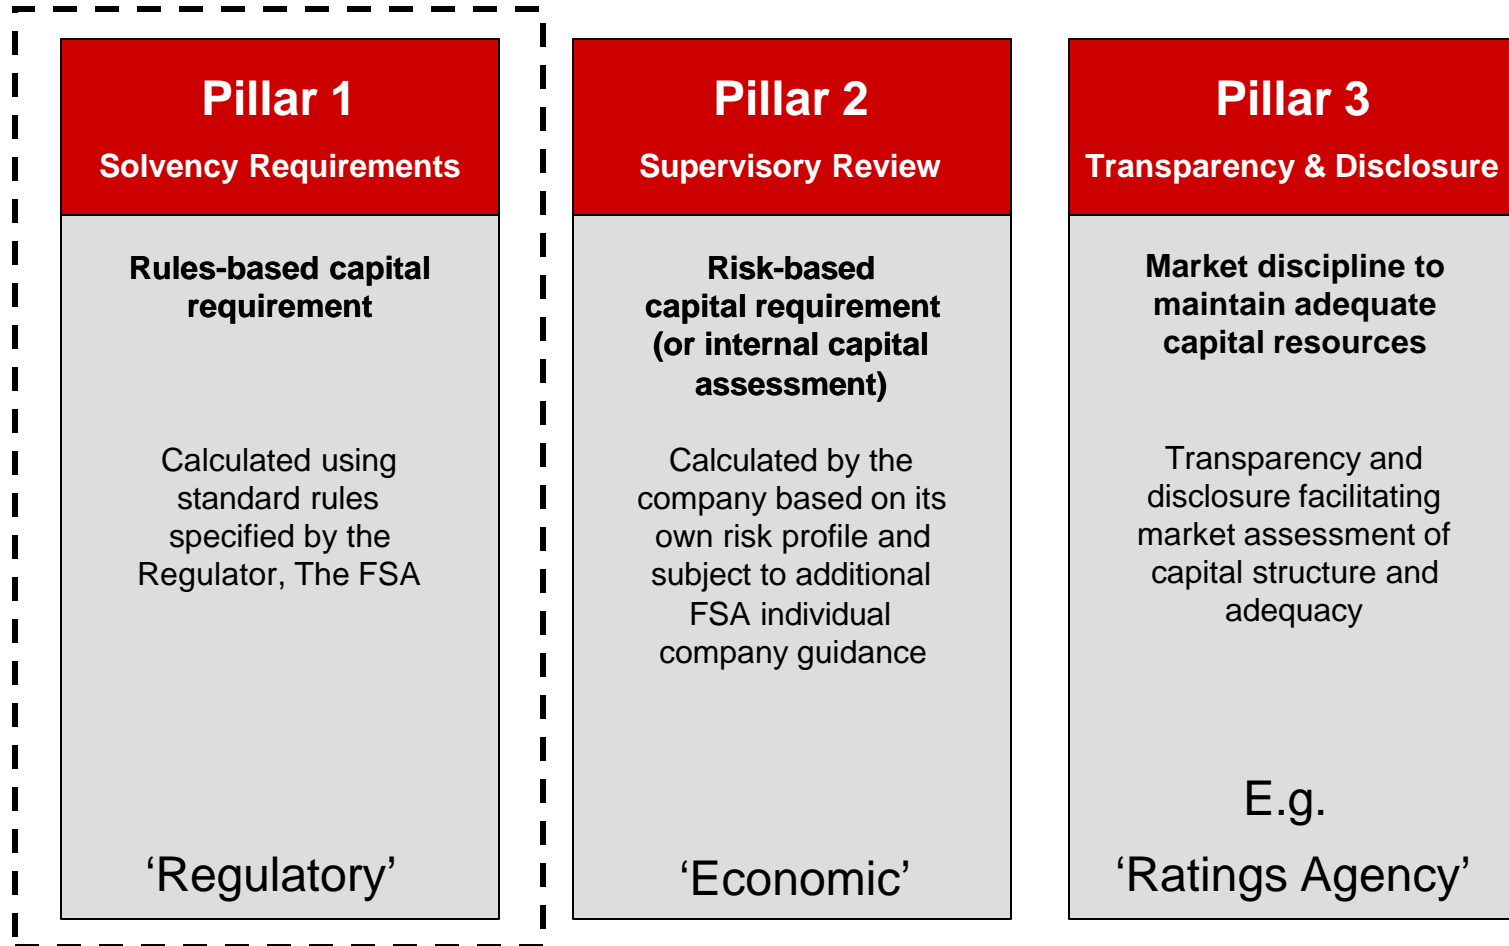 Pillar 1
Solvency Requirements
Rules-based capital
requirement
Calculated using
standard rules
specified by the
Regulator, The FSA
‘Regulatory’
Pillar 2
Supervisory Review
Risk-based
capital requirement
(or internal capital
assessment)
Calculated by the
company based on its
own risk profile and
subject to additional
FSA individual
company guidance
‘Economic’
Pillar 3
Transparency & Disclosure
Market discipline to
maintain adequate
capital resources
Transparency and
disclosure facilitating
market assessment of
capital structure and
adequacy
E.g.
‘Ratings Agency’